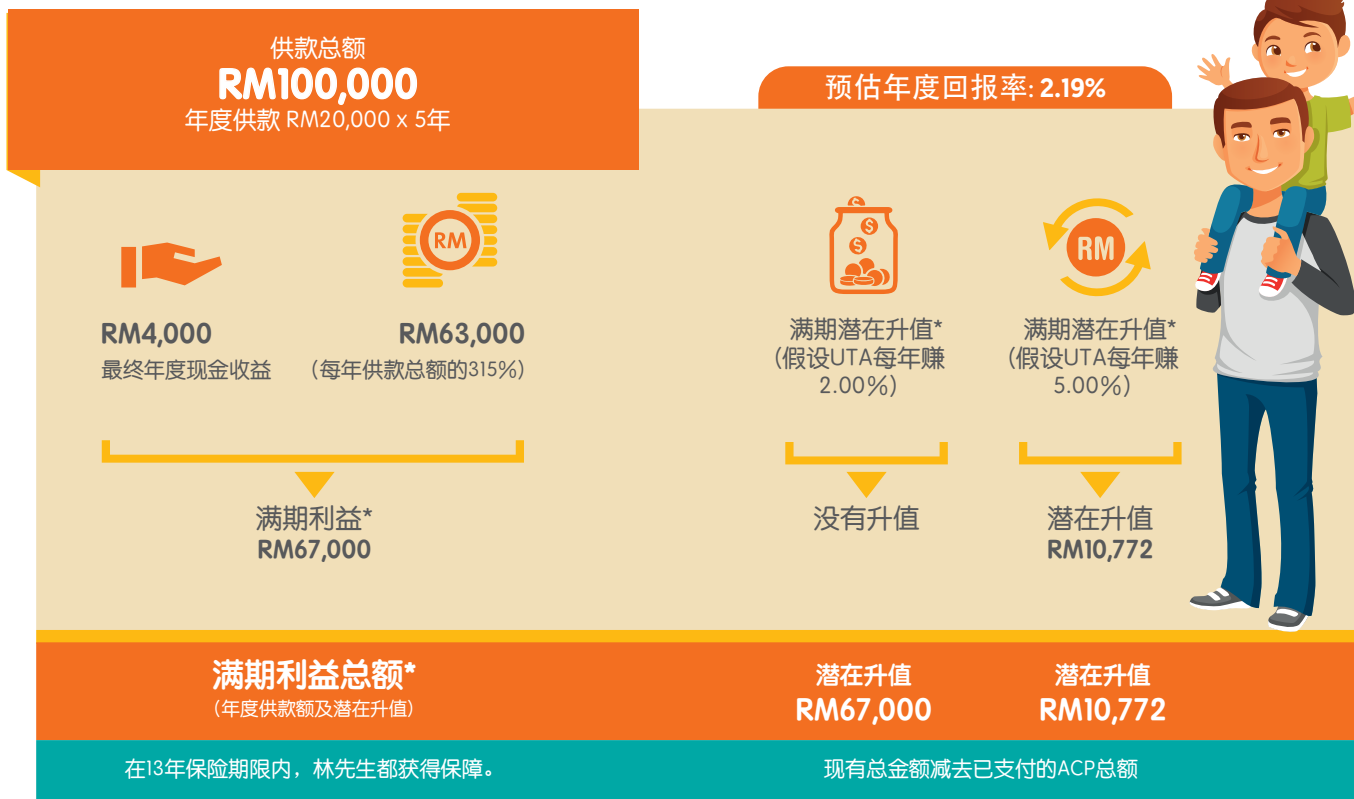 供款总额
RM100,000
年度供款 RM20,000 x 5年
预估年度回报率: 2.19%
RM
RM4,000
最终年度现金收益
RM63,000
（每年供款总额的315%）
满期利益*
RM67,000
$
$
$
满期潜在升值*
(假设UTA每年赚
2.00%)
没有升值
RM
满期潜在升值*
(假设UTA每年赚
5.00%)
潜在升值
RM10,772
满期利益总额*
（年度供款额及潜在升值）
潜在升值
RM67,000
潜在升值
RM10,772
在13年保险期限内，林先生都获得保障。
现有总金额减去已支付的ACP总额